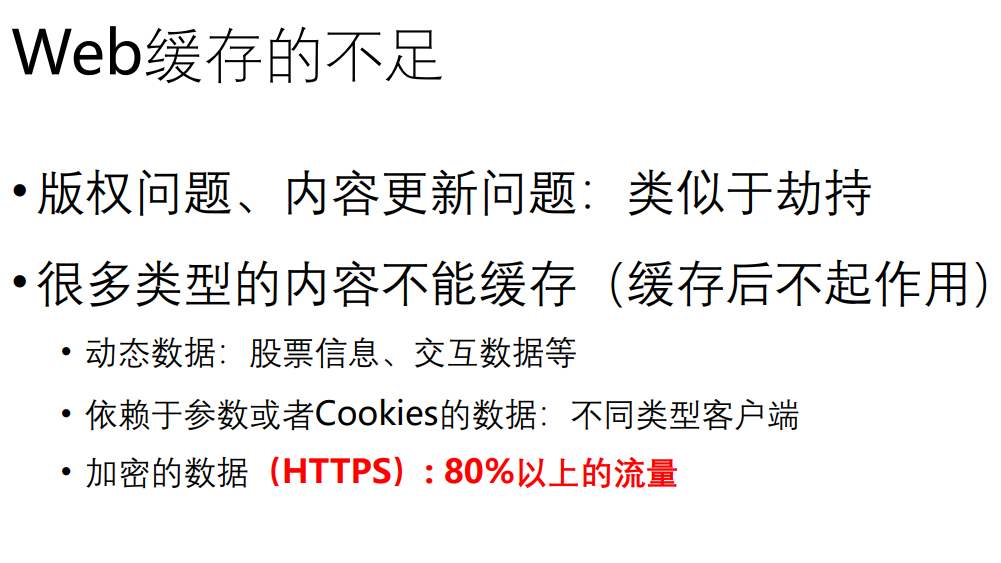 Web缓存的不足
•版权问题、内容更新问题：类似于劫持
•很多类型的内容不能缓存（缓存后不起作用）
• 动态数据：股票信息、交互数据等
• 依赖于参数或者Cookies的数据：不同类型客户端
• 加密的数据（HTTPS）: 80%以上的流量